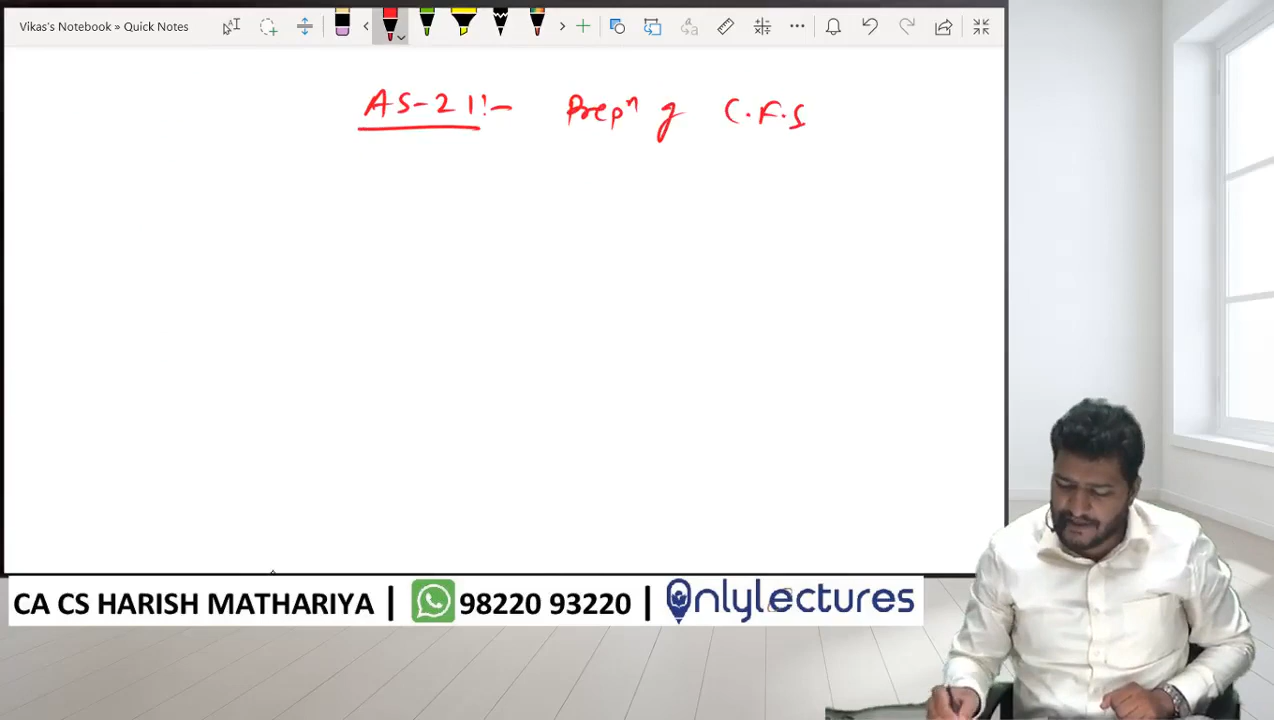 Vikas's Notebook » Quick Notes
AS-21:- Prepⁿ of C.F.S
CA CS HARISH MATHARIYA | 98220 93220 | Onlylectures